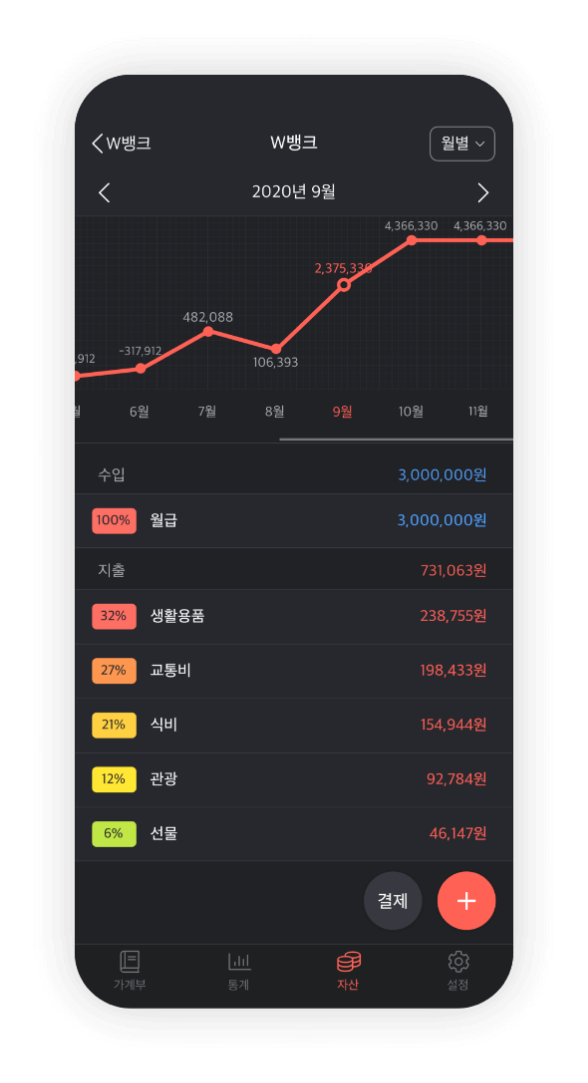 W뱅크
W뱅크
월별
2020년 9월
4,366,330
4,366,330
2,375,330
482,088
-317,912
,912
106,393
월
6월
7월
8월
9월
10월
11월
수입
3,000,000원
100%
월급
3,000,000원
지출
731,063원
32%
생활용품
238,755원
27%
교통비
198,433원
21%
식비
154,944원
12%
관광
92,784원
6%
선물
46,147원
결제
가계부
통계
자산
설정